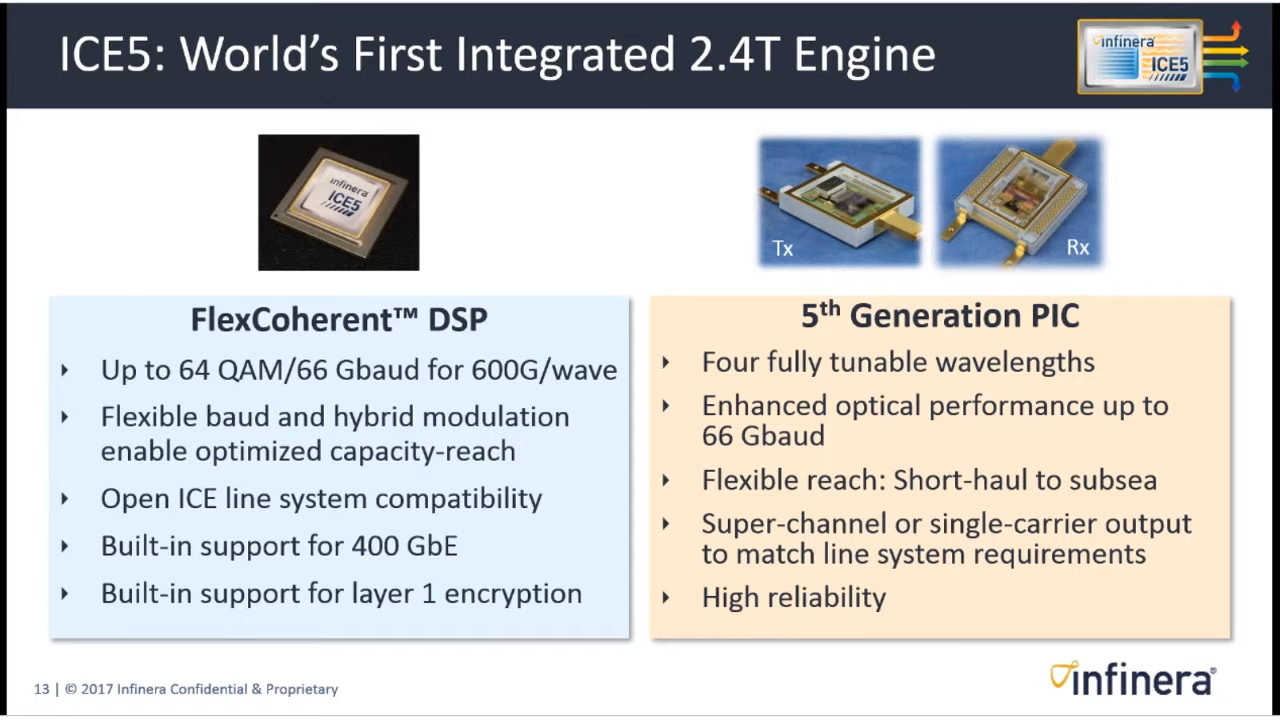 ICE5: World's First Integrated 2.4T Engine
infinera
ICE5
infinera
ICE5
Tx
Rx
FlexCoherent™ DSP
Up to 64 QAM/66 Gbaud for 600G/wave
Flexible baud and hybrid modulation
enable optimized capacity-reach
Open ICE line system compatibility
Built-in support for 400 GbE
Built-in support for layer 1 encryption
5th Generation PIC
Four fully tunable wavelengths
Enhanced optical performance up to
66 Gbaud
Flexible reach: Short-haul to subsea
Super-channel or single-carrier output
to match line system requirements
High reliability
13 | © 2017 Infinera Confidential & Proprietary
infinera®